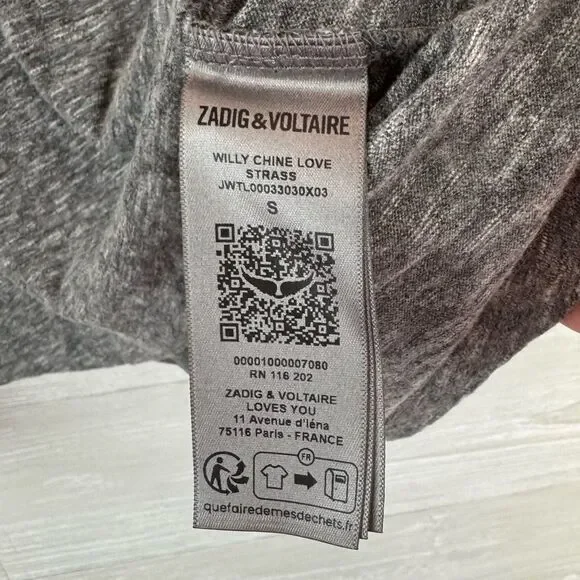 ZADIG&VOLTAIRE
WILLY CHINE LOVE
STRASS
JWTL00033030X03
S
00001000007080
RN 116 202
ZADIG & VOLTAIRE
LOVES YOU
11 Avenue d'Iéna
75116 Paris - FRANCE
FR
quefairedemesdechets.fr